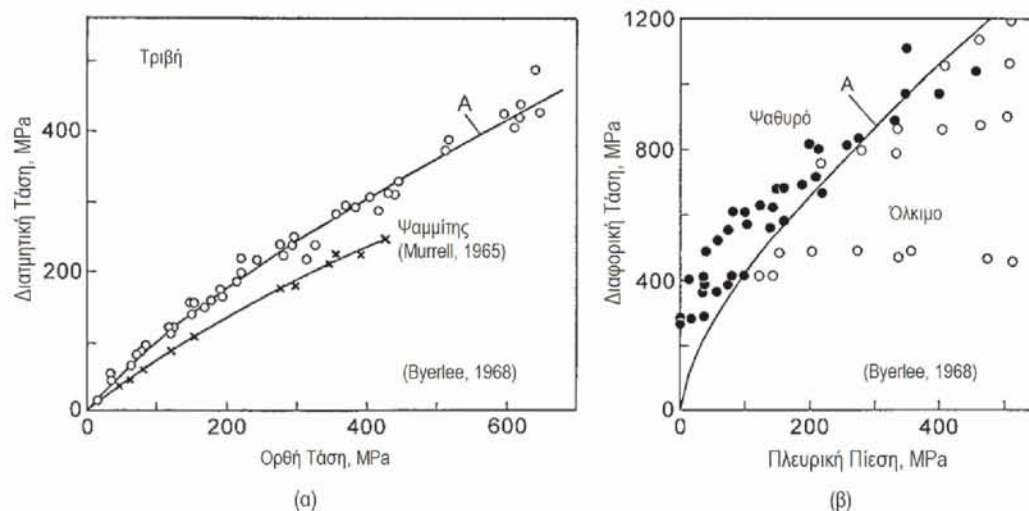 Τριβή
A
Ψαμμίτης
(Murrell, 1965)
(Byerlee, 1968)
400
200
0
0
200
400
600
Διατμητική Τάση, MPa
Ορθή Τάση, MPa
(α)
1200
800
400
0
0
200
400
Ψαθυρό
A
Όλκιμο
(Byerlee, 1968)
Διαφορική Τάση, MPa
Πλευρική Πίεση, MPa
(β)